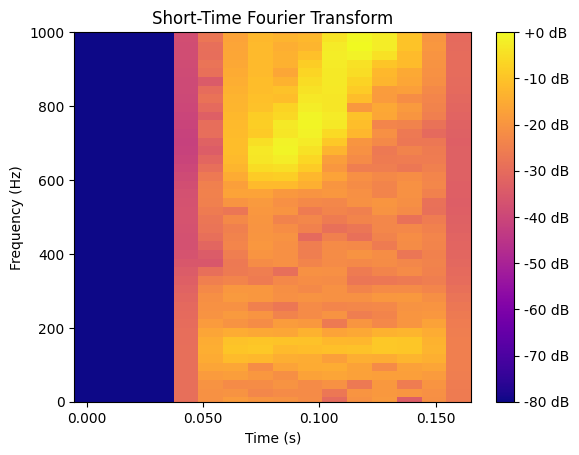 Short-Time Fourier Transform
1000
800
600
400
200
0
Frequency (Hz)
0.000
0.050
0.100
0.150
Time (s)
+0 dB
-10 dB
-20 dB
-30 dB
-40 dB
-50 dB
-60 dB
-70 dB
-80 dB